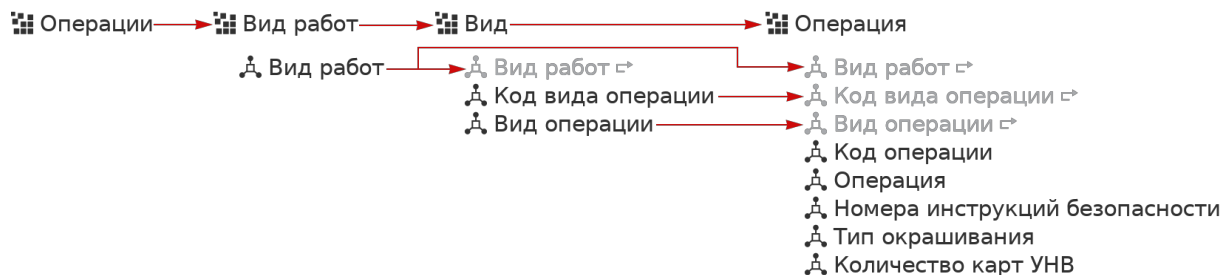 Операции Вид работ Вид Операция
Вид работ Вид работ Вид работ
Код вида операции Код вида операции
Вид операции Вид операции
Код операции
Операция
Номера инструкций безопасности
Тип окрашивания
Количество карт УНВ